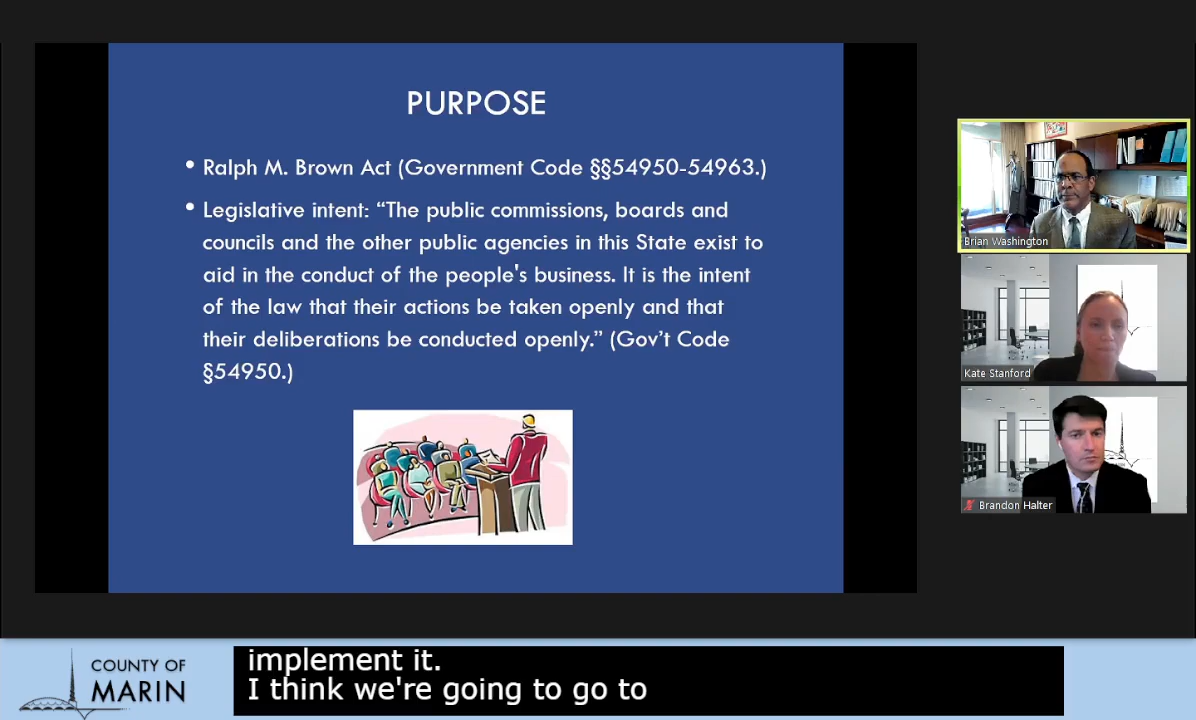 PURPOSE
• Ralph M. Brown Act (Government Code §§54950-54963.)
• Legislative intent: “The public commissions, boards and
councils and the other public agencies in this State exist to
aid in the conduct of the people's business. It is the intent
of the law that their actions be taken openly and that
their deliberations be conducted openly.” (Gov’t Code
§54950.)
Brian Washington
Kate Stanford
Brandon Halter
COUNTY OF
MARIN
implement it.
I think we're going to go to